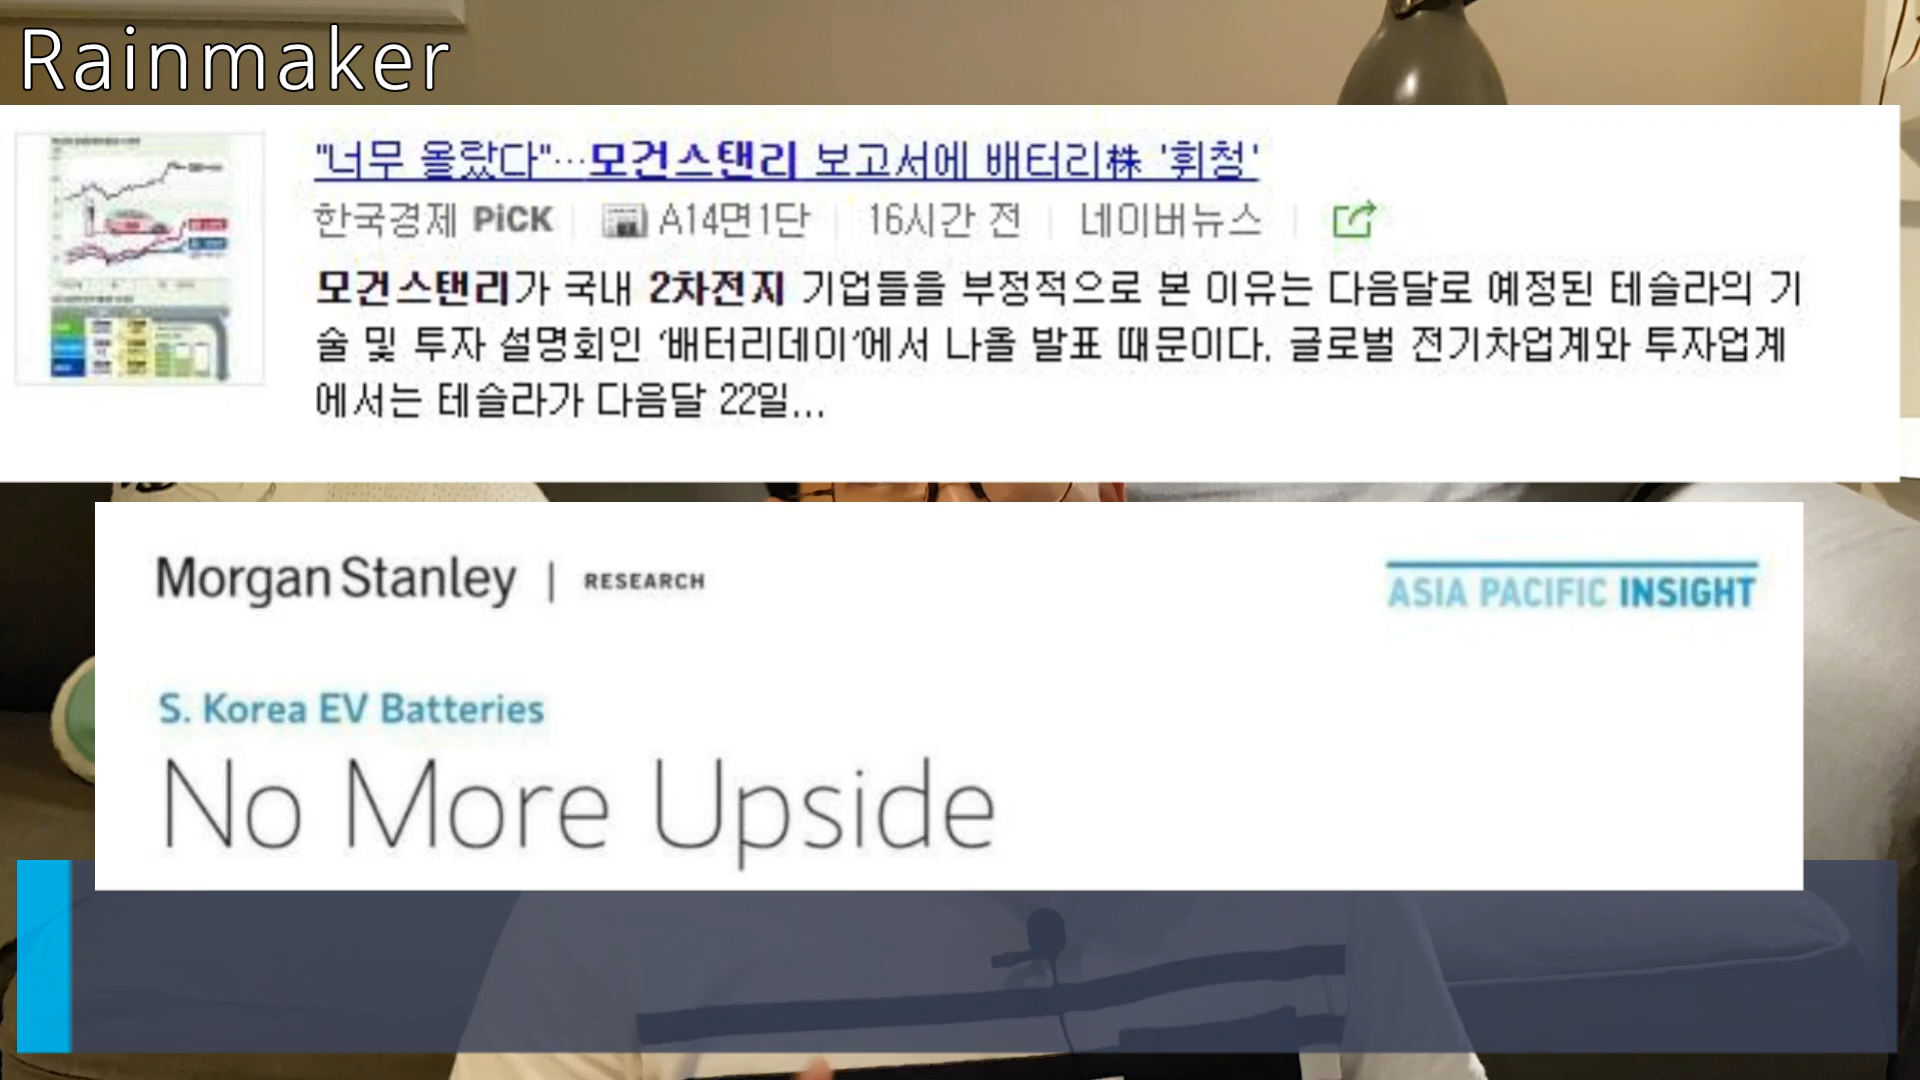 Rainmaker
"너무 올랐다"…모건스탠리 보고서에 배터리株 '휘청'
한국경제 PiCK A14면1단 16시간 전 네이버뉴스
모건스탠리가 국내 2차전지 기업들을 부정적으로 본 이유는 다음달로 예정된 테슬라의 기
술 및 투자 설명회인 ‘배터리데이’에서 나올 발표 때문이다. 글로벌 전기차업계와 투자업계
에서는 테슬라가 다음달 22일...
Morgan Stanley | RESEARCH
ASIA PACIFIC INSIGHT
S. Korea EV Batteries
No More Upside